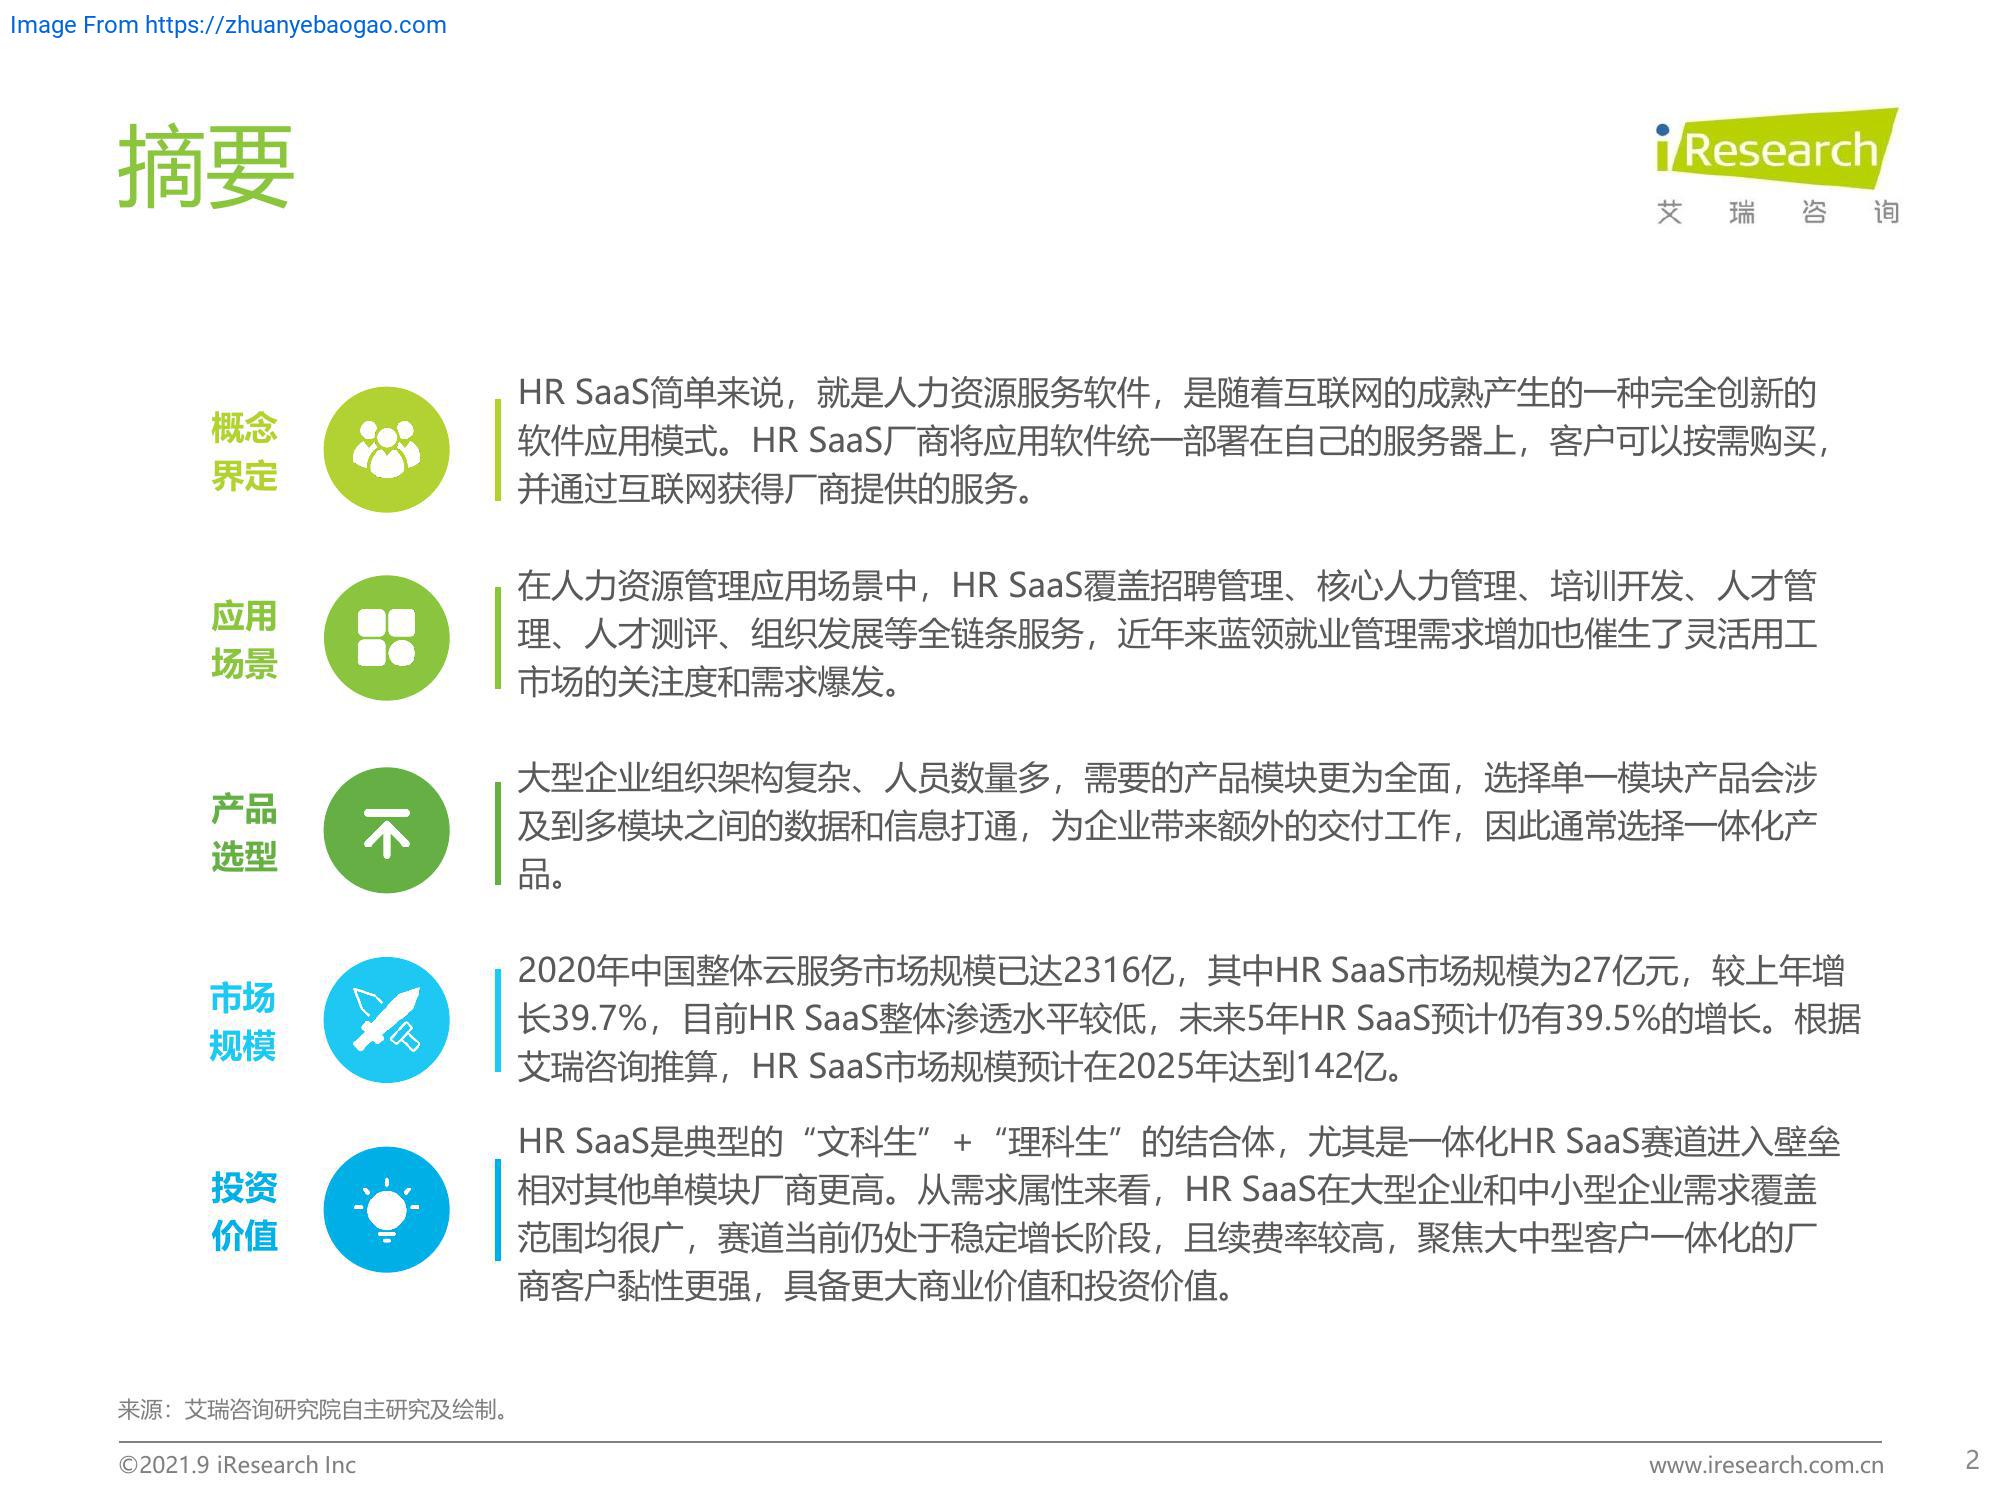 Image From https://zhuanyebaogao.com
摘要
iResearch
艾瑞咨询
概念
界定
HR SaaS简单来说，就是人力资源服务软件，是随着互联网的成熟产生的一种完全创新的
软件应用模式。HR SaaS厂商将应用软件统一部署在自己的服务器上，客户可以按需购买，
并通过互联网获得厂商提供的服务。
应用
场景
在人力资源管理应用场景中，HR SaaS覆盖招聘管理、核心人力管理、培训开发、人才管
理、人才测评、组织发展等全链条服务，近年来蓝领就业管理需求增加也催生了灵活用工
市场的关注度和需求爆发。
产品
选型
大型企业组织架构复杂、人员数量多，需要的产品模块更为全面，选择单一模块产品会涉
及到多模块之间的数据和信息打通，为企业带来额外的交付工作，因此通常选择一体化产
品。
市场
规模
2020年中国整体云服务市场规模已达2316亿，其中HR SaaS市场规模为27亿元，较上年增
长39.7%，目前HR SaaS整体渗透水平较低，未来5年HR SaaS预计仍有39.5%的增长。根据
艾瑞咨询推算，HR SaaS市场规模预计在2025年达到142亿。
投资
价值
HR SaaS是典型的“文科生”+“理科生”的结合体，尤其是一体化HR SaaS赛道进入壁垒
相对其他单模块厂商更高。从需求属性来看，HR SaaS在大型企业和中小型企业需求覆盖
范围均很广，赛道当前仍处于稳定增长阶段，且续费率较高，聚焦大中型客户一体化的厂
商客户黏性更强，具备更大商业价值和投资价值。
来源：艾瑞咨询研究院自主研究及绘制。
©2021.9 iResearch Inc
www.iresearch.com.cn
2